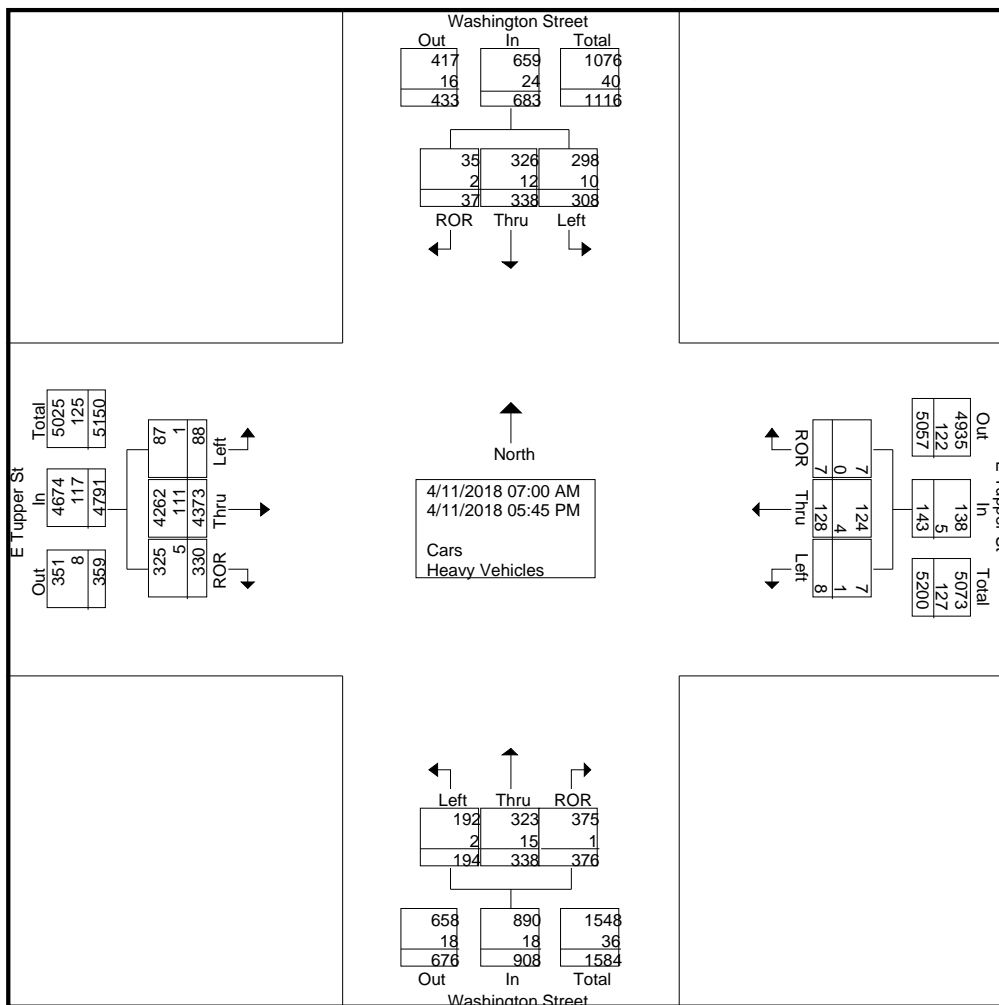 Washington Street
Out In Total
417 659 1076
16 24 40
433 683 1116
35 326 298
2 12 10
37 338 308
ROR Thru Left
E Tupper St
Total In Out
5025 4674 351
125 117 8
5150 4791 359
Left Thru ROR
87 4262 325
1 111 5
88 4373 330
North
4/11/2018 07:00 AM
4/11/2018 05:45 PM
Cars
Heavy Vehicles
ROR Thru Left
7 124 7
0 4 1
7 128 8
Out In Total
4935 138 5073
122 5 127
5057 143 5200
E Tupper St
Left Thru ROR
192 323 375
2 15 1
194 338 376
658 890 1548
18 18 36
676 908 1584
Out In Total
Washington Street